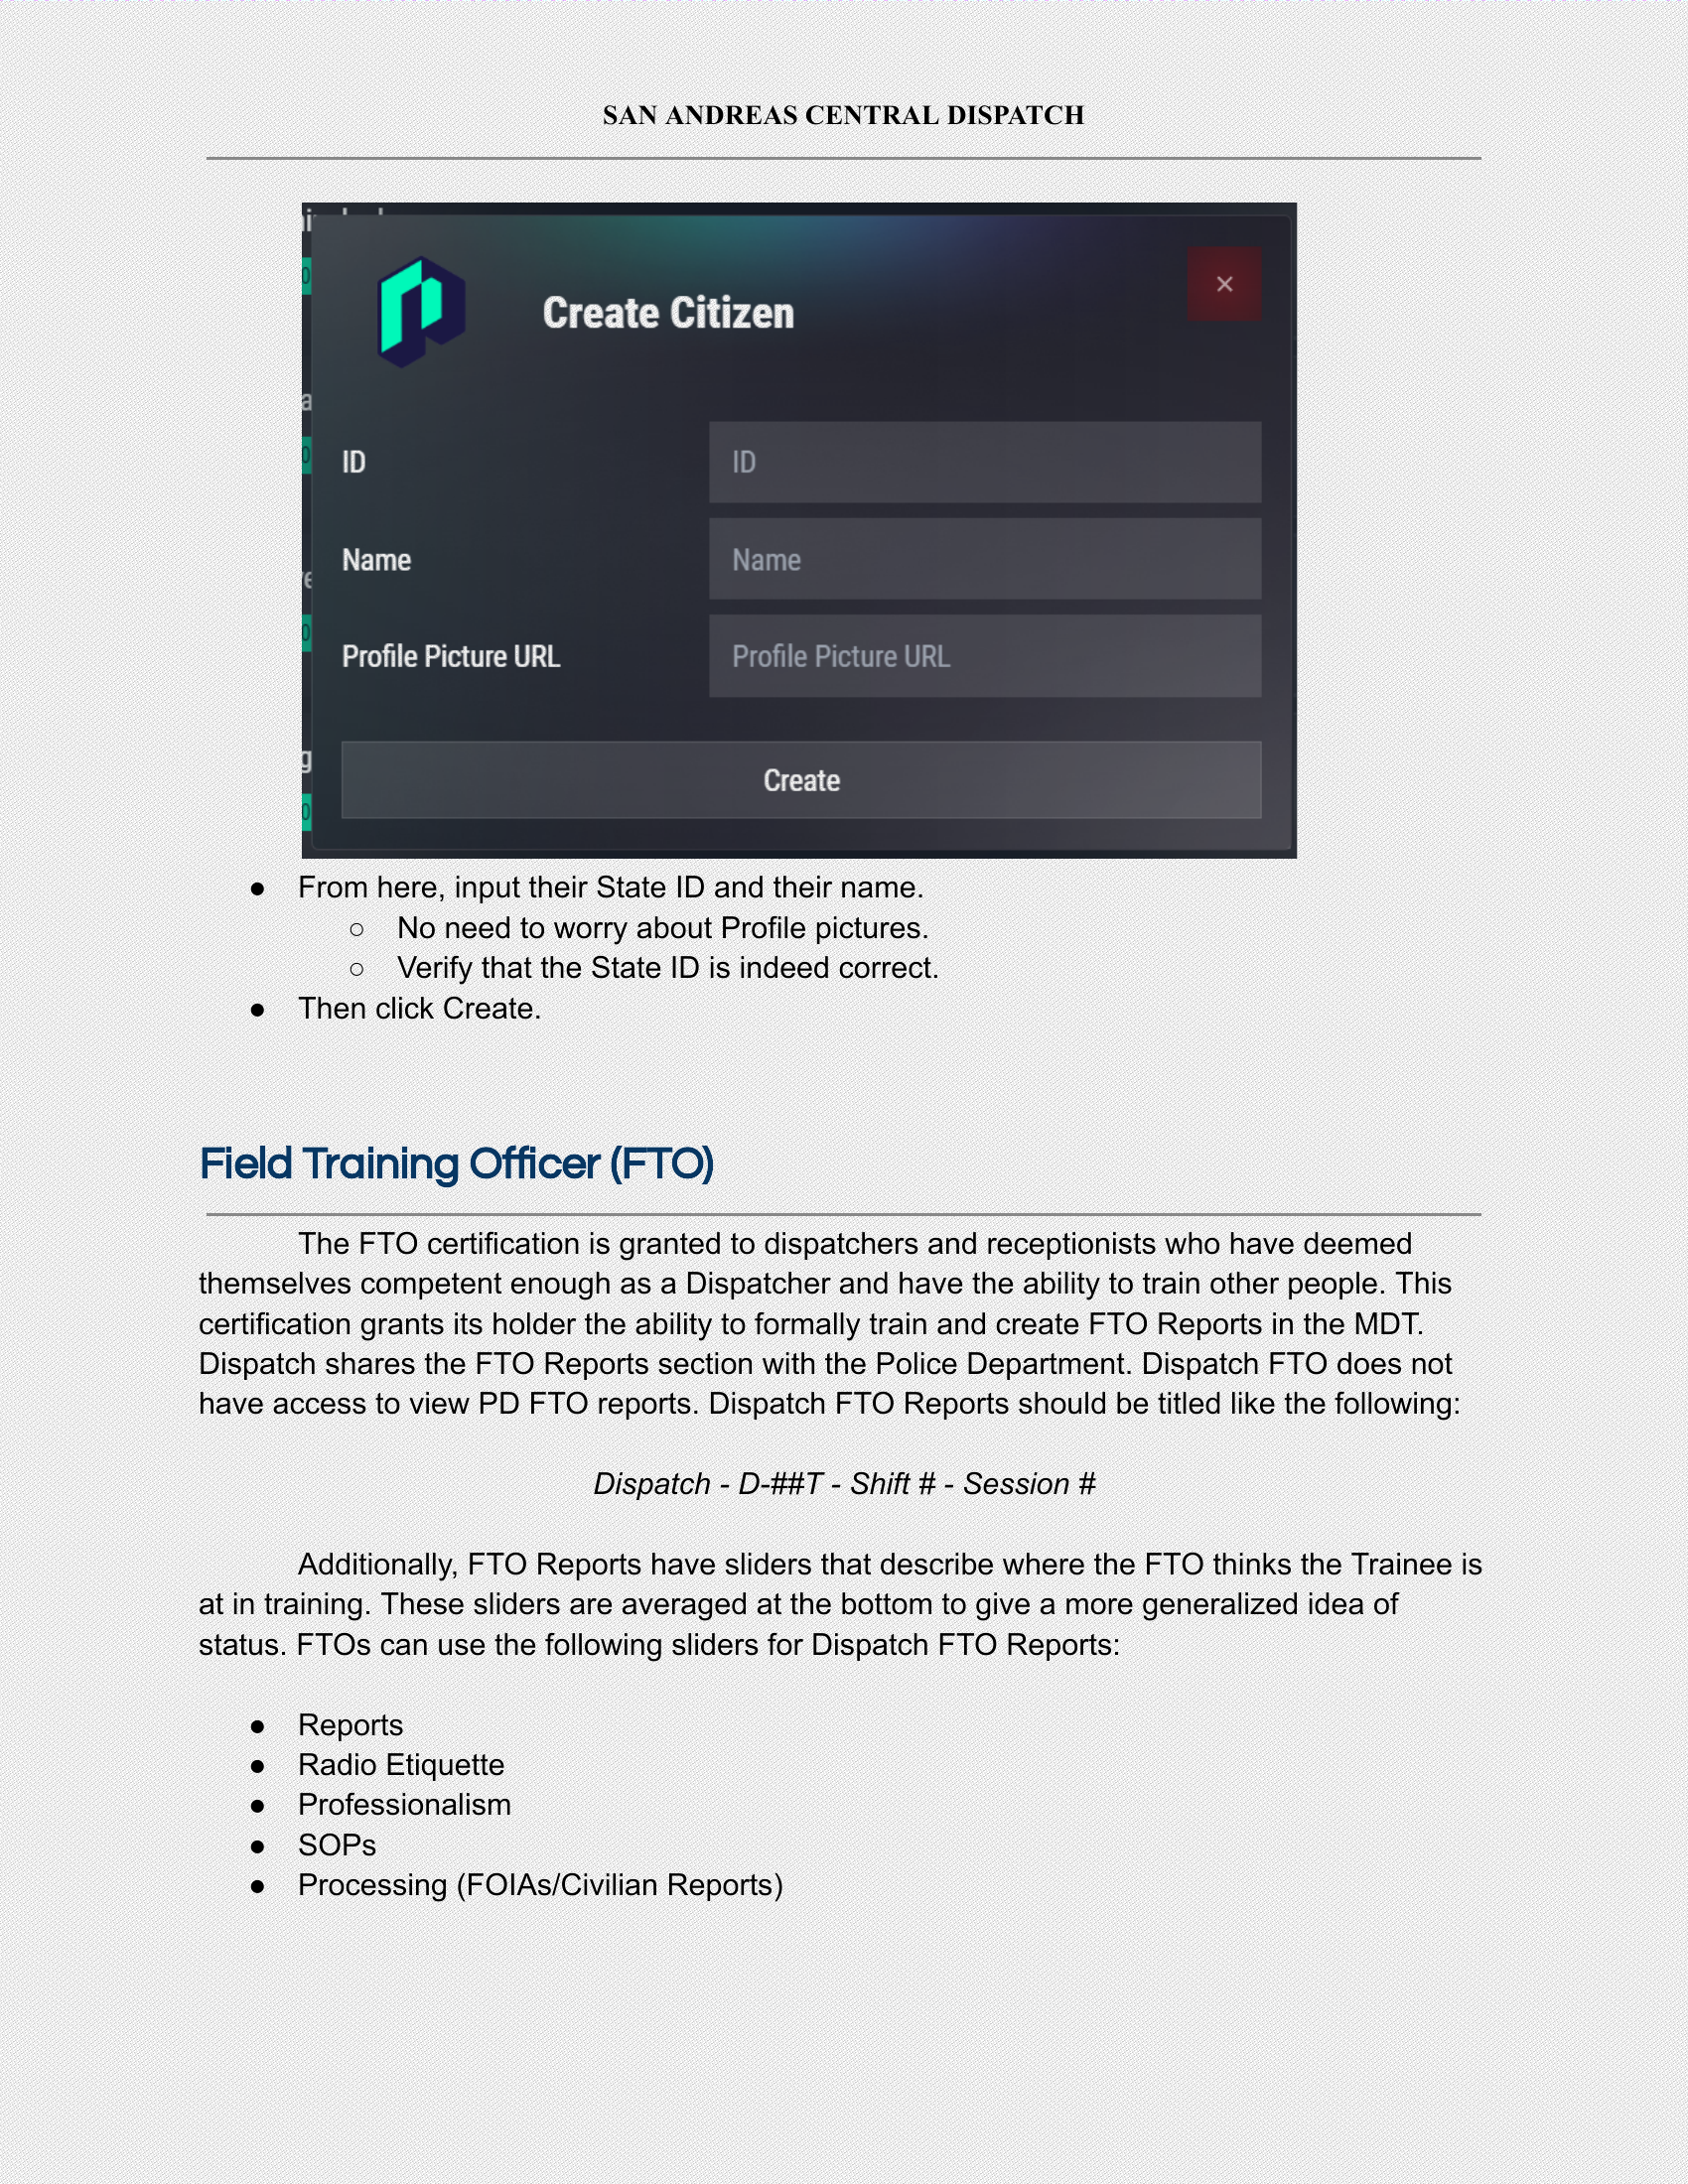 SAN ANDREAS CENTRAL DISPATCH
Create Citizen
×
ID
ID
Name
Name
Profile Picture URL
Profile Picture URL
Create
● From here, input their State ID and their name.
○ No need to worry about Profile pictures.
○ Verify that the State ID is indeed correct.
● Then click Create.
Field Training Officer (FTO)
The FTO certification is granted to dispatchers and receptionists who have deemed
themselves competent enough as a Dispatcher and have the ability to train other people. This
certification grants its holder the ability to formally train and create FTO Reports in the MDT.
Dispatch shares the FTO Reports section with the Police Department. Dispatch FTO does not
have access to view PD FTO reports. Dispatch FTO Reports should be titled like the following:
Dispatch - D-##T - Shift # - Session #
Additionally, FTO Reports have sliders that describe where the FTO thinks the Trainee is
at in training. These sliders are averaged at the bottom to give a more generalized idea of
status. FTOs can use the following sliders for Dispatch FTO Reports:
● Reports
● Radio Etiquette
● Professionalism
● SOPs
● Processing (FOIAs/Civilian Reports)